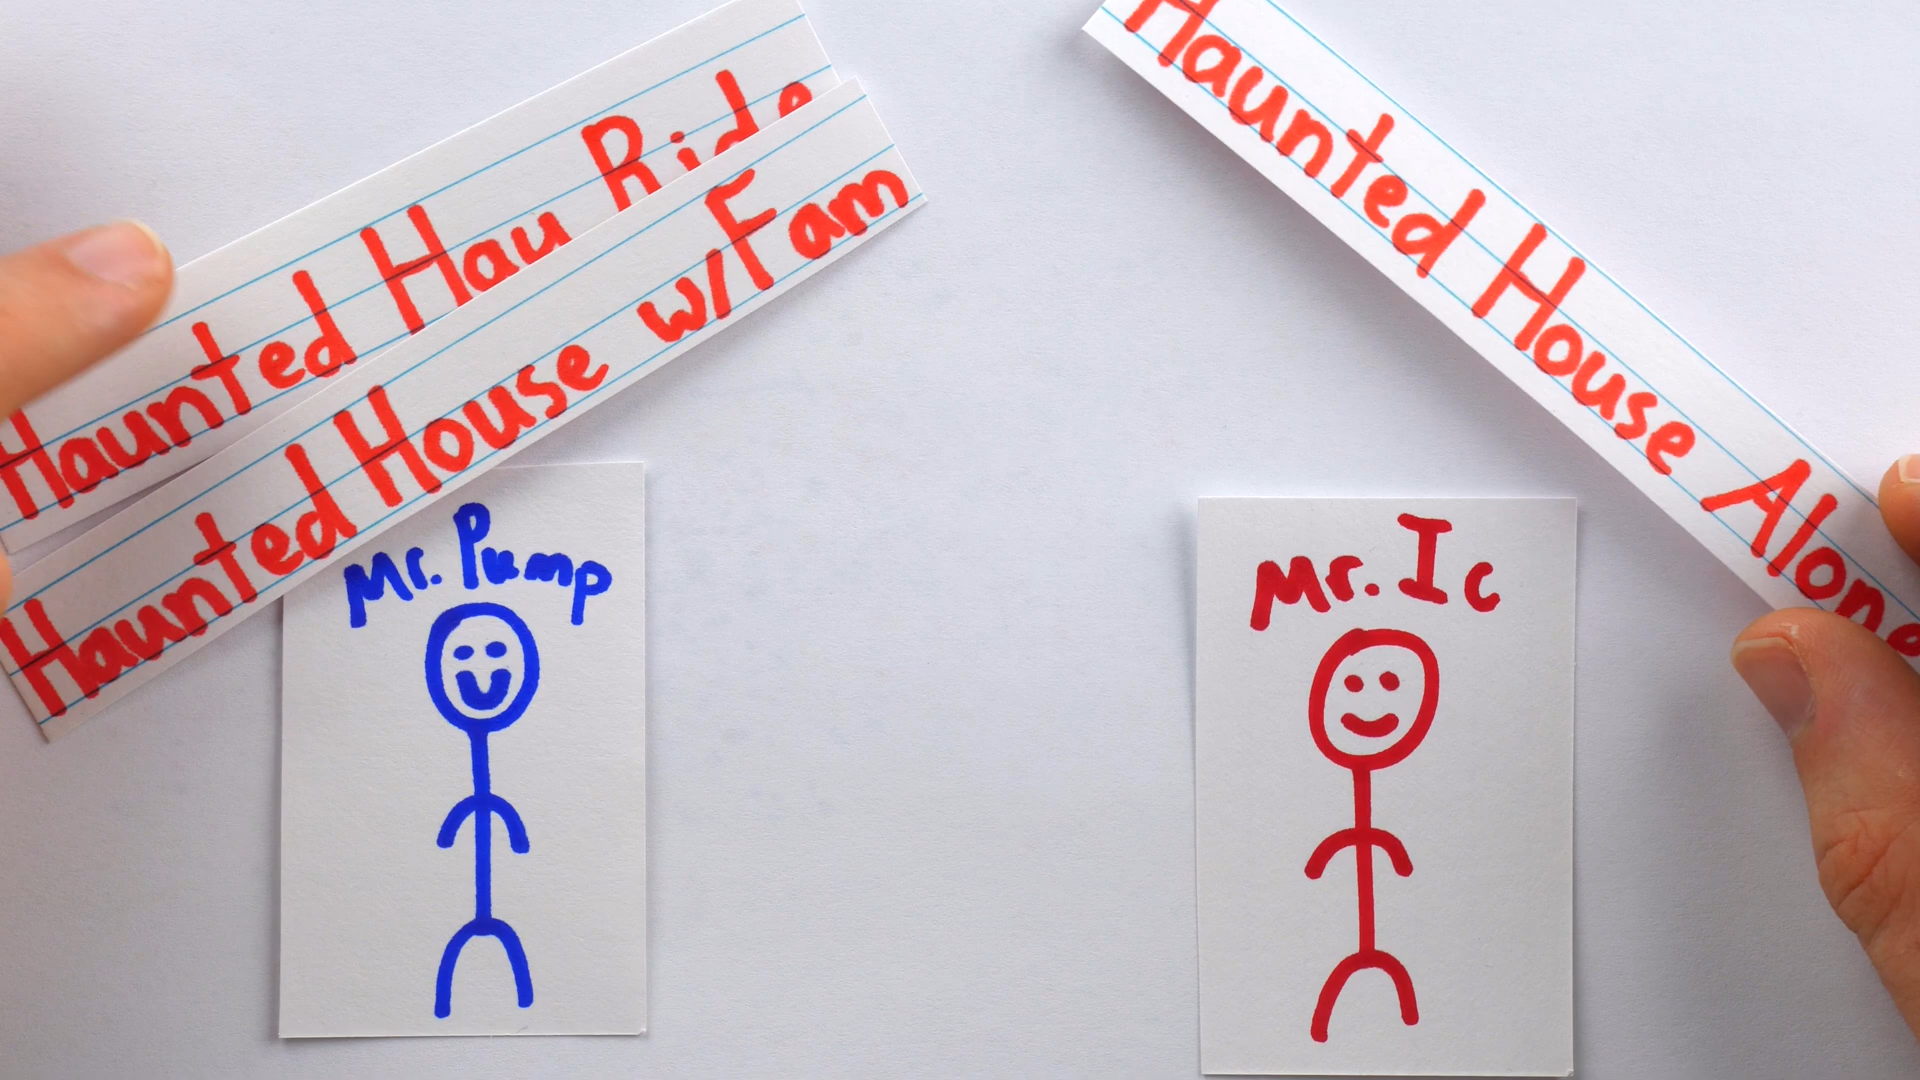 Haunted Hau Ride
Haunted House w/Fam
Haunted House Alone
Mr. Pump
Mr. Ic